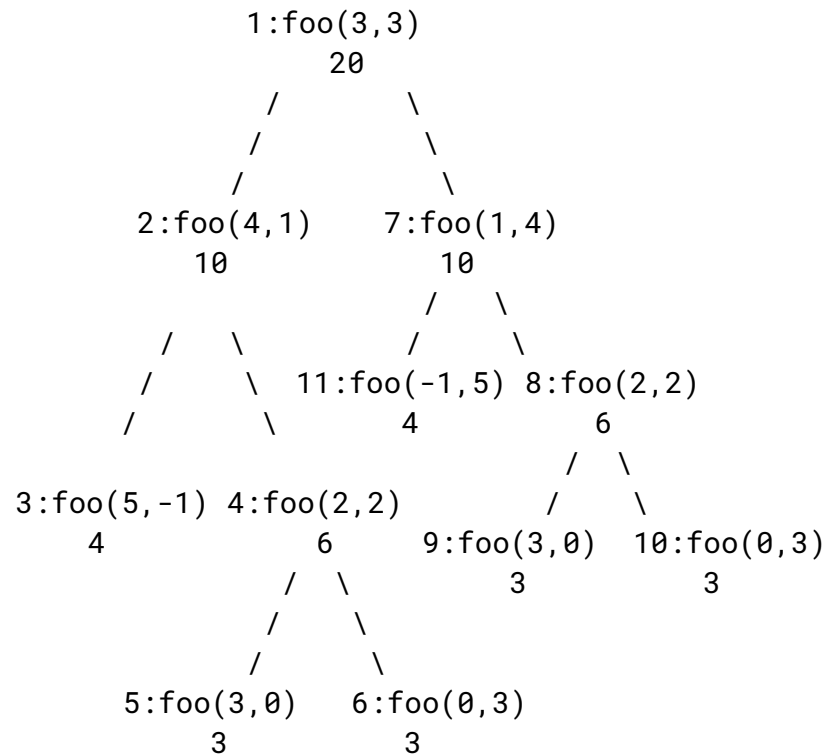 1:foo(3,3)
20
/ \
/ \
/ \
2:foo(4,1) 7:foo(1,4)
10 10
/ \
/ \ / \
/ \ 11:foo(-1,5) 8:foo(2,2)
/ \ 4 6
/ \
3:foo(5,-1) 4:foo(2,2) / \
4 6 9:foo(3,0) 10:foo(0,3)
/ \ 3 3
/ \
/ \
5:foo(3,0) 6:foo(0,3)
3 3